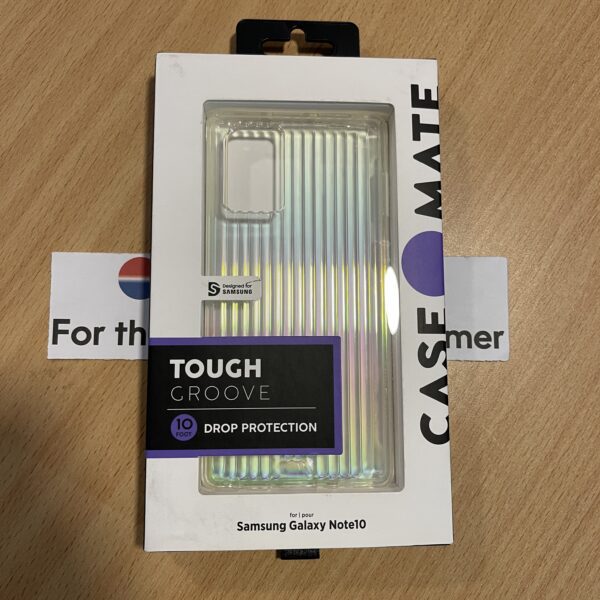 CASE MATE
S Designed for
SAMSUNG
For th
mer
TOUGH
GROOVE
10
FOOT
DROP PROTECTION
for | pour
Samsung Galaxy Note10